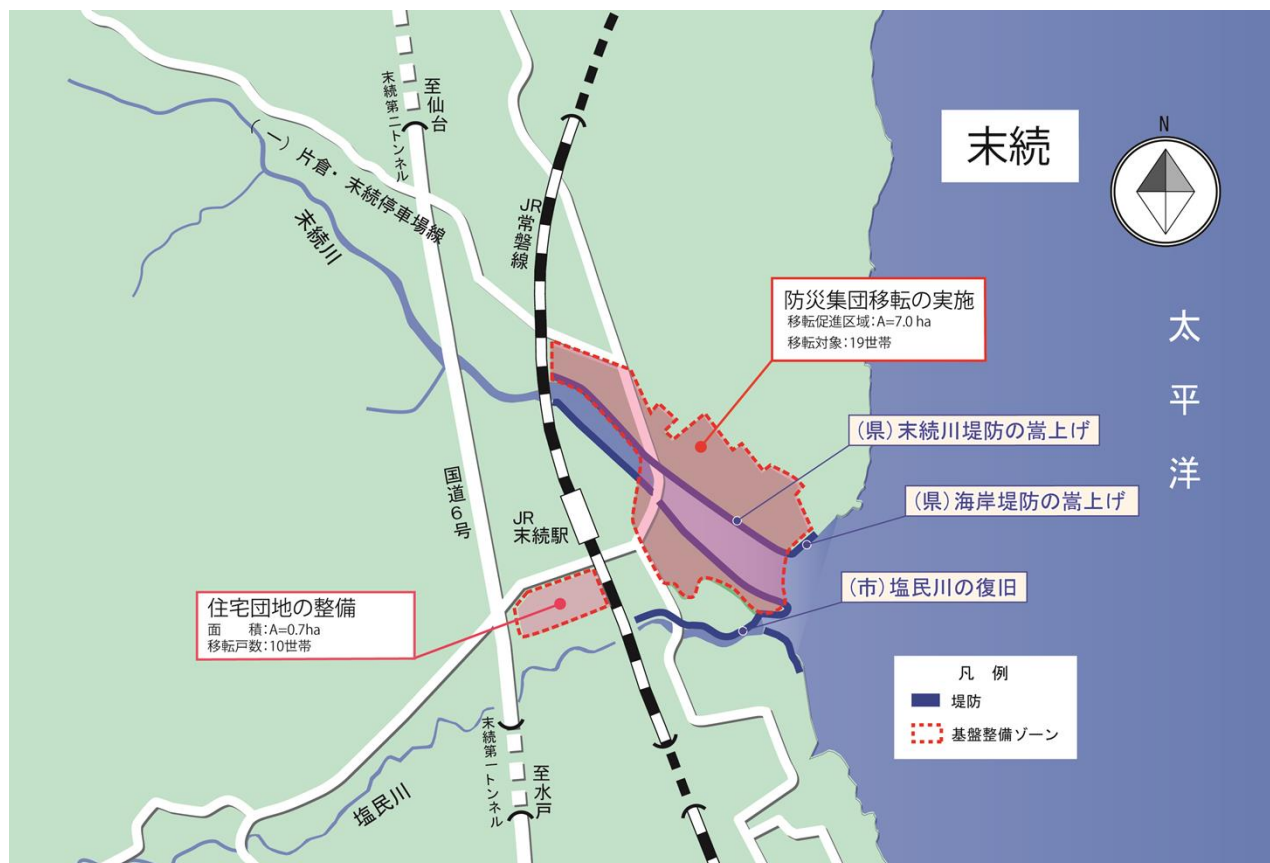 末続
N
太平洋
至仙台
末続第二トンネル
(一)片倉・末続停車場線
末続川
JR常磐線
防災集団移転の実施
移転促進区域:A=7.0 ha
移転対象:19世帯
(県)末続川堤防の嵩上げ
(県)海岸堤防の嵩上げ
(市)塩民川の復旧
国道6号
JR
末続駅
住宅団地の整備
面　積:A=0.7ha
移転戸数:10世帯
凡 例
堤防
基盤整備ゾーン
末続第一トンネル
至水戸
塩民川